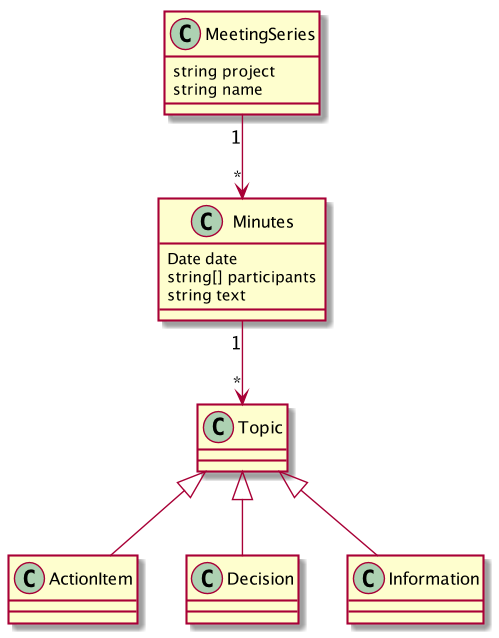 C MeetingSeries
string project
string name
1
*
C Minutes
Date date
string[] participants
string text
1
*
C Topic
C ActionItem
C Decision
C Information